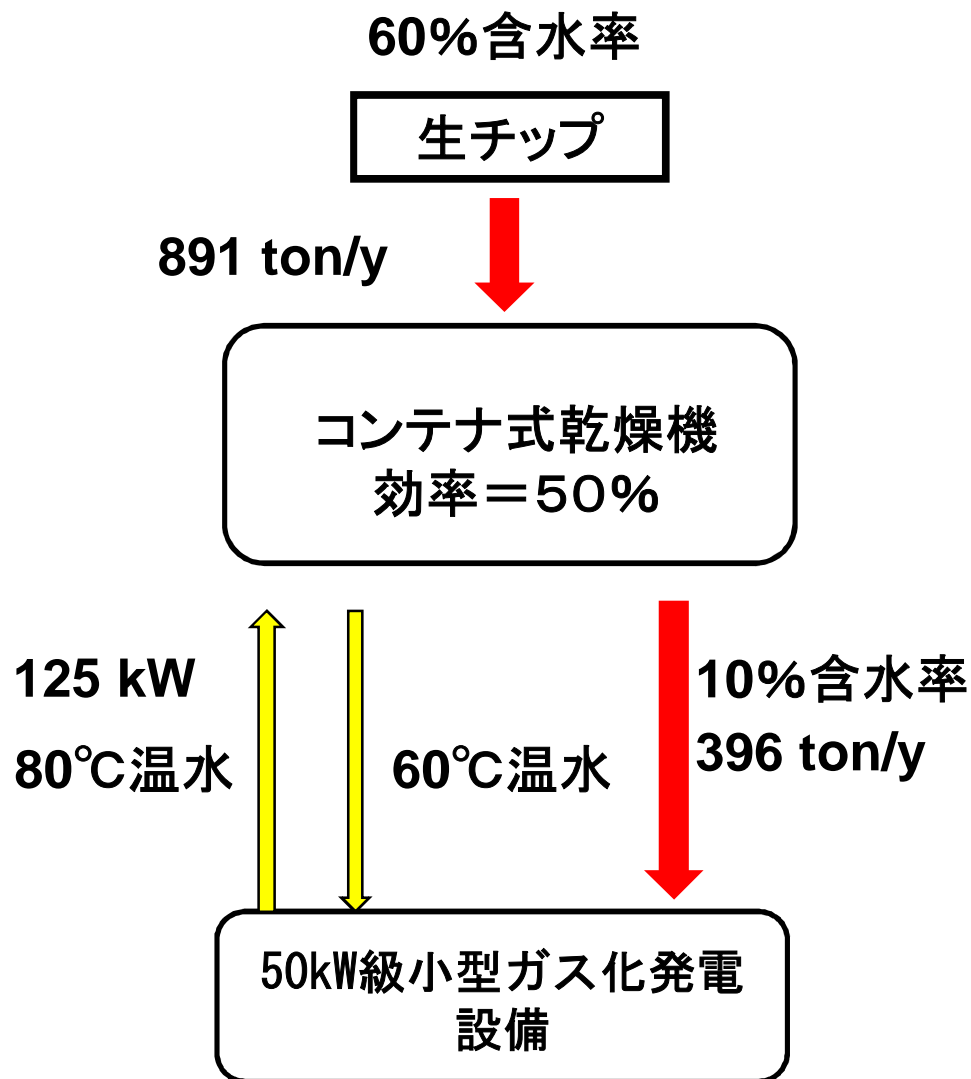 60%含水率
生チップ
891 ton/y
コンテナ式乾燥機
効率＝５０%
125 kW
80℃温水
60℃温水
10%含水率
396 ton/y
50kW級小型ガス化発電
設備